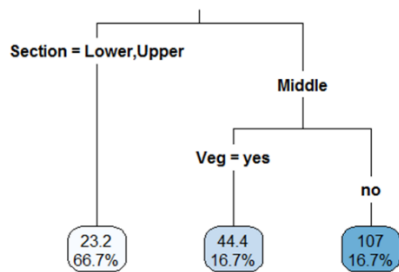 Section = Lower,Upper
Middle
Veg = yes
no
23.2
66.7%
44.4
16.7%
107
16.7%